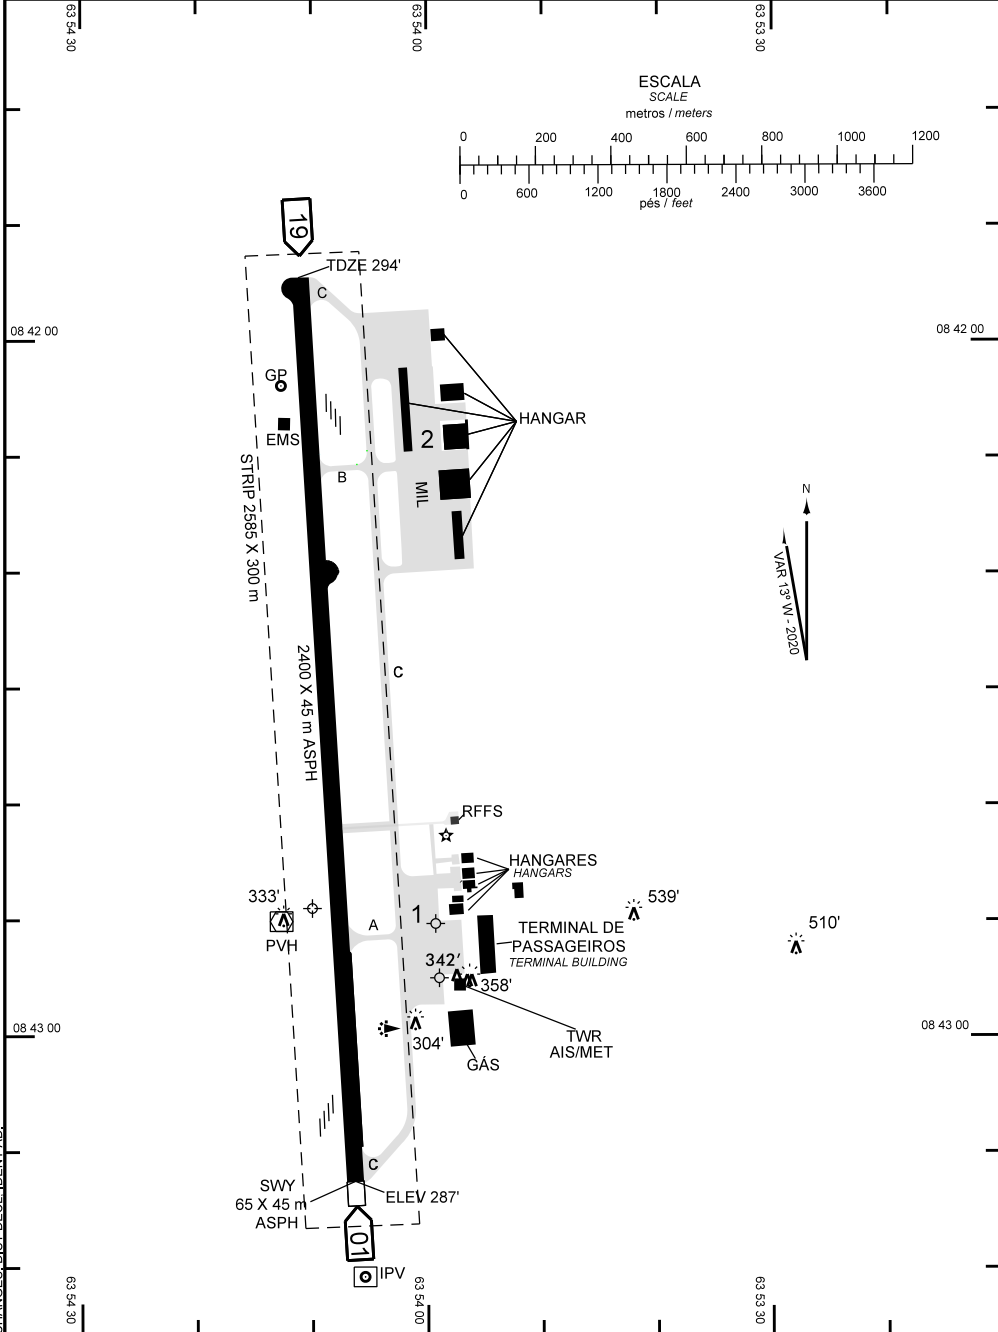 63 54 30
63 54 00
63 53 30
ESCALA
SCALE
metros / meters
0 200 400 600 800 1000 1200
0 600 1200 1800 2400 3000 3600
pés / feet
19
TDZE 294'
C
08 42 00
08 42 00
GP
EMS
HANGAR
2
B
MIL
STRIP 2585 X 300 m
N
VAR 13º W - 2020
2400 X 45 m ASPH
C
RFFS
HANGARES
HANGARS
333'
PVH
1
A
539'
510'
TERMINAL DE
PASSAGEIROS
TERMINAL BUILDING
342'
358'
304'
TWR
AIS/MET
GÁS
08 43 00
08 43 00
C
SWY
65 X 45 m
ASPH
ELEV 287'
01
IPV
63 54 30
63 54 00
63 53 30